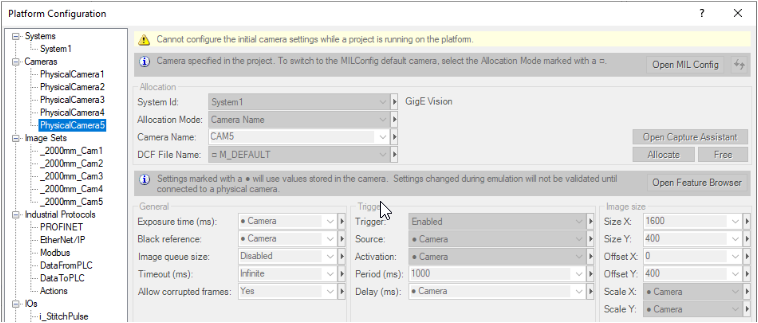 Platform Configuration ? ✕
Systems
System1
Cameras
PhysicalCamera1
PhysicalCamera2
PhysicalCamera3
PhysicalCamera4
PhysicalCamera5
Image Sets
_2000mm_Cam1
_2000mm_Cam2
_2000mm_Cam3
_2000mm_Cam4
_2000mm_Cam5
Industrial Protocols
PROFINET
EtherNet/IP
Modbus
DataFromPLC
DataToPLC
Actions
IOs
i_StitchPulse
Cannot configure the initial camera settings while a project is running on the platform.
Camera specified in the project. To switch to the MILConfig default camera, select the Allocation Mode marked with a ¤. Open MIL Config
Allocation
System Id: System1 GigE Vision
Allocation Mode: Camera Name
Camera Name: CAM5 Open Capture Assistant
DCF File Name: ¤ M_DEFAULT Allocate Free
Settings marked with a ● will use values stored in the camera. Settings changed during emulation will not be validated until
connected to a physical camera.
Open Feature Browser
General
Exposure time (ms): ● Camera
Black reference: ● Camera
Image queue size: Disabled
Timeout (ms): Infinite
Allow corrupted frames: Yes
Trigger
Trigger: Enabled
Source: ● Camera
Activation: ● Camera
Period (ms): 1000
Delay (ms): ● Camera
Image size
Size X: 1600
Size Y: 400
Offset X: 0
Offset Y: 400
Scale X: ● Camera
Scale Y: ● Camera